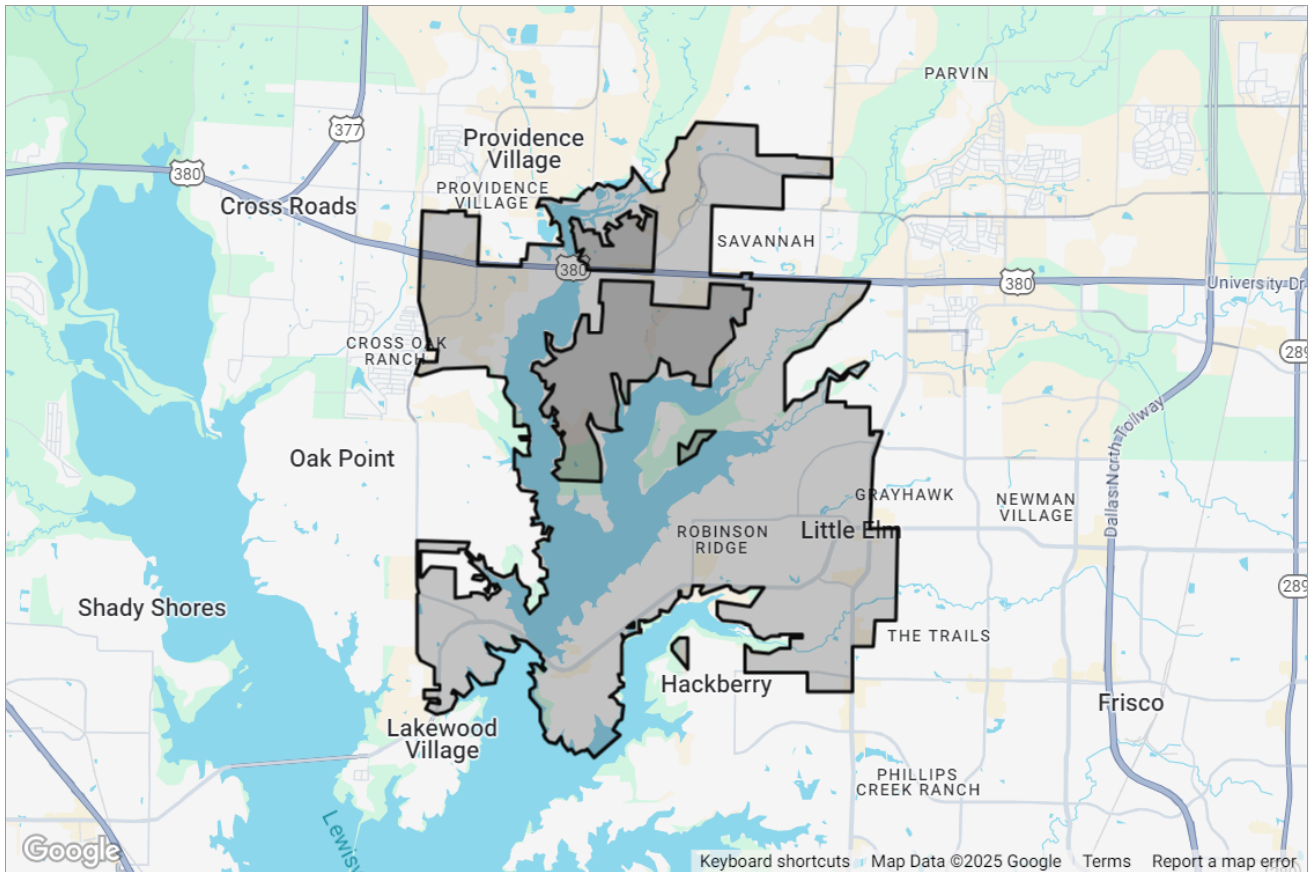 PARVIN
377
Providence
Village
380
PROVIDENCE
VILLAGE
Cross Roads
SAVANNAH
380
380
University Dr
CROSS OAK
RANCH
289
Dallas North Tollway
Oak Point
GRAYHAWK
NEWMAN
VILLAGE
ROBINSON
RIDGE
Little Elm
289
Shady Shores
THE TRAILS
Hackberry
Frisco
Lakewood
Village
PHILLIPS
CREEK RANCH
Google
Keyboard shortcuts
Map Data ©2025 Google
Terms
Report a map error